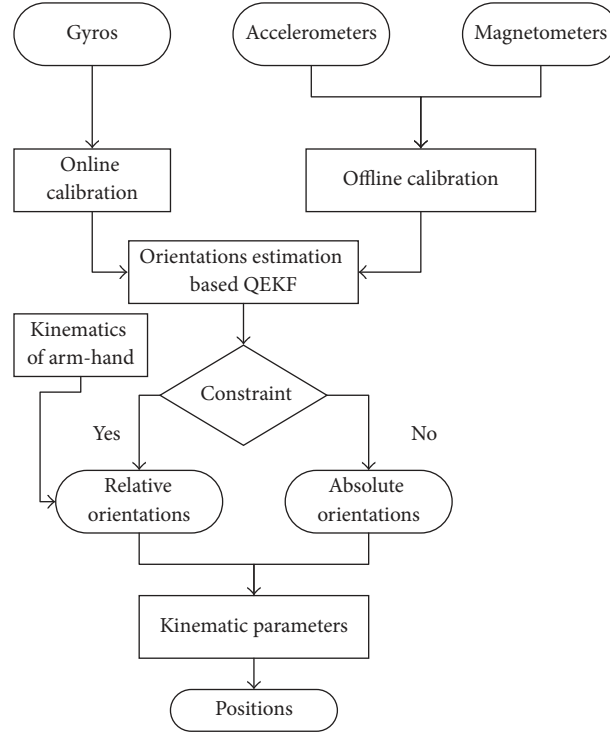 Gyros
Accelerometers
Magnetometers
Online
calibration
Offline calibration
Orientations estimation
based QEKF
Kinematics
of arm-hand
Constraint
Yes
No
Relative
orientations
Absolute
orientations
Kinematic parameters
Positions